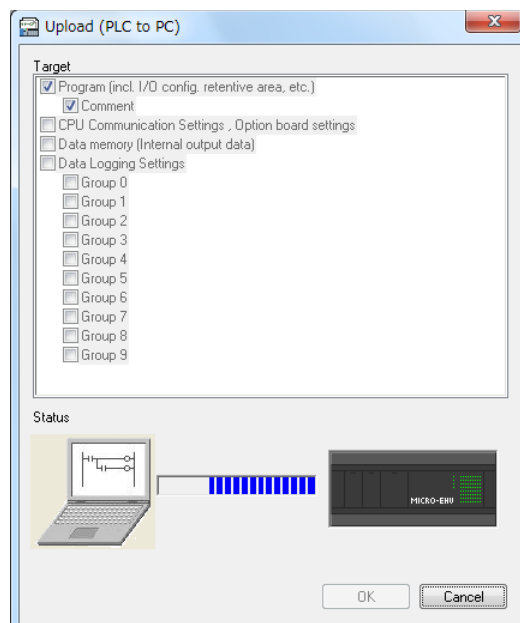 Upload (PLC to PC)
Target
Program (incl. I/O config. retentive area, etc.)
Comment
CPU Communication Settings , Option board settings
Data memory (Internal output data)
Data Logging Settings
Group 0
Group 1
Group 2
Group 3
Group 4
Group 5
Group 6
Group 7
Group 8
Group 9
Status
MICRO-EHV
OK
Cancel